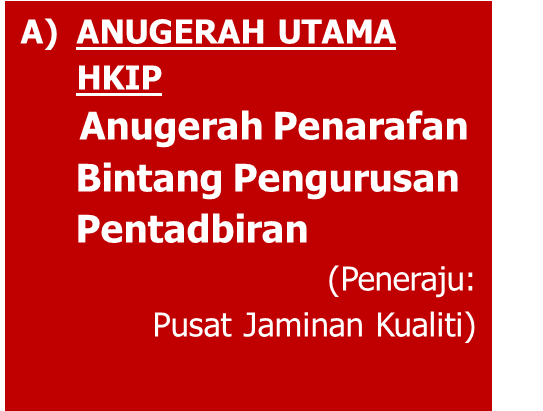 A) ANUGERAH UTAMA
HKIP
Anugerah Penarafan
Bintang Pengurusan
Pentadbiran
(Peneraju:
Pusat Jaminan Kualiti)